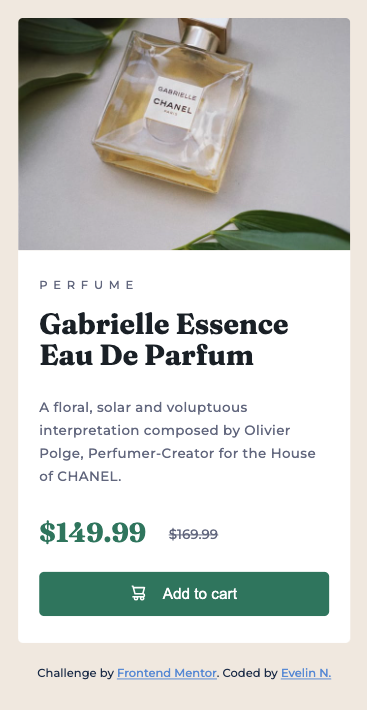 GABRIELLE
CHANEL
PARIS
PERFUME
Gabrielle Essence
Eau De Parfum
A floral, solar and voluptuous
interpretation composed by Olivier
Polge, Perfumer-Creator for the House
of CHANEL.
$149.99 $169.99
Add to cart
Challenge by Frontend Mentor. Coded by Evelin N.